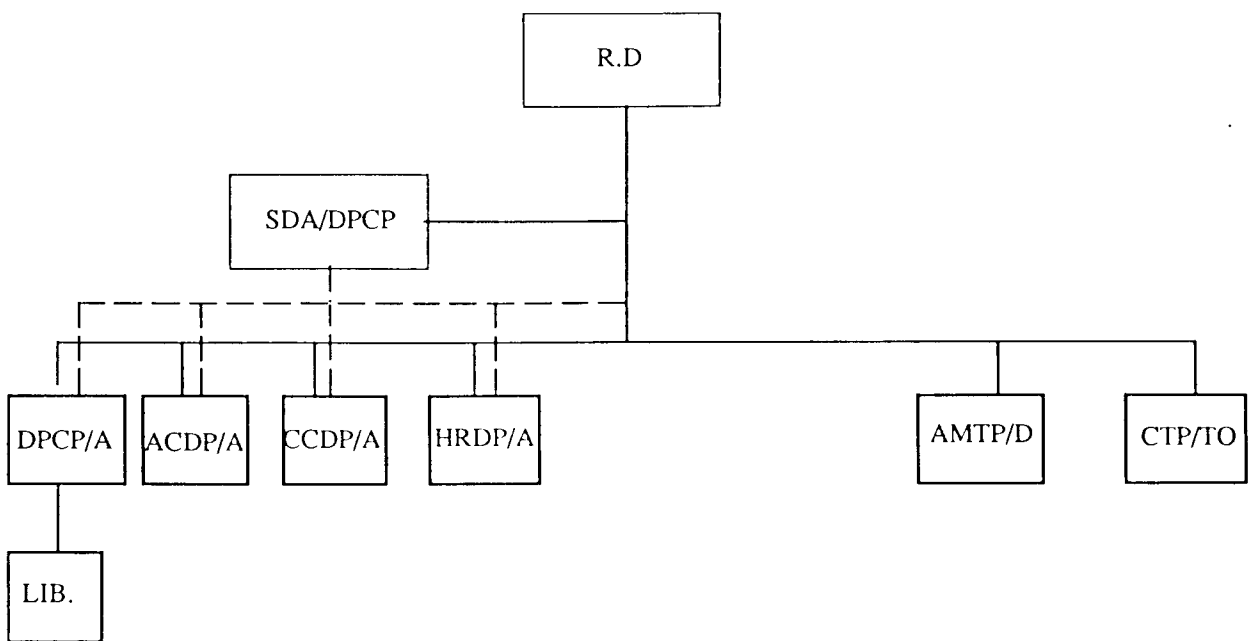 R.D
SDA/DPCP
DPCP/A
ACDP/A
CCDP/A
HRDP/A
AMTP/D
CTP/TO
LIB.